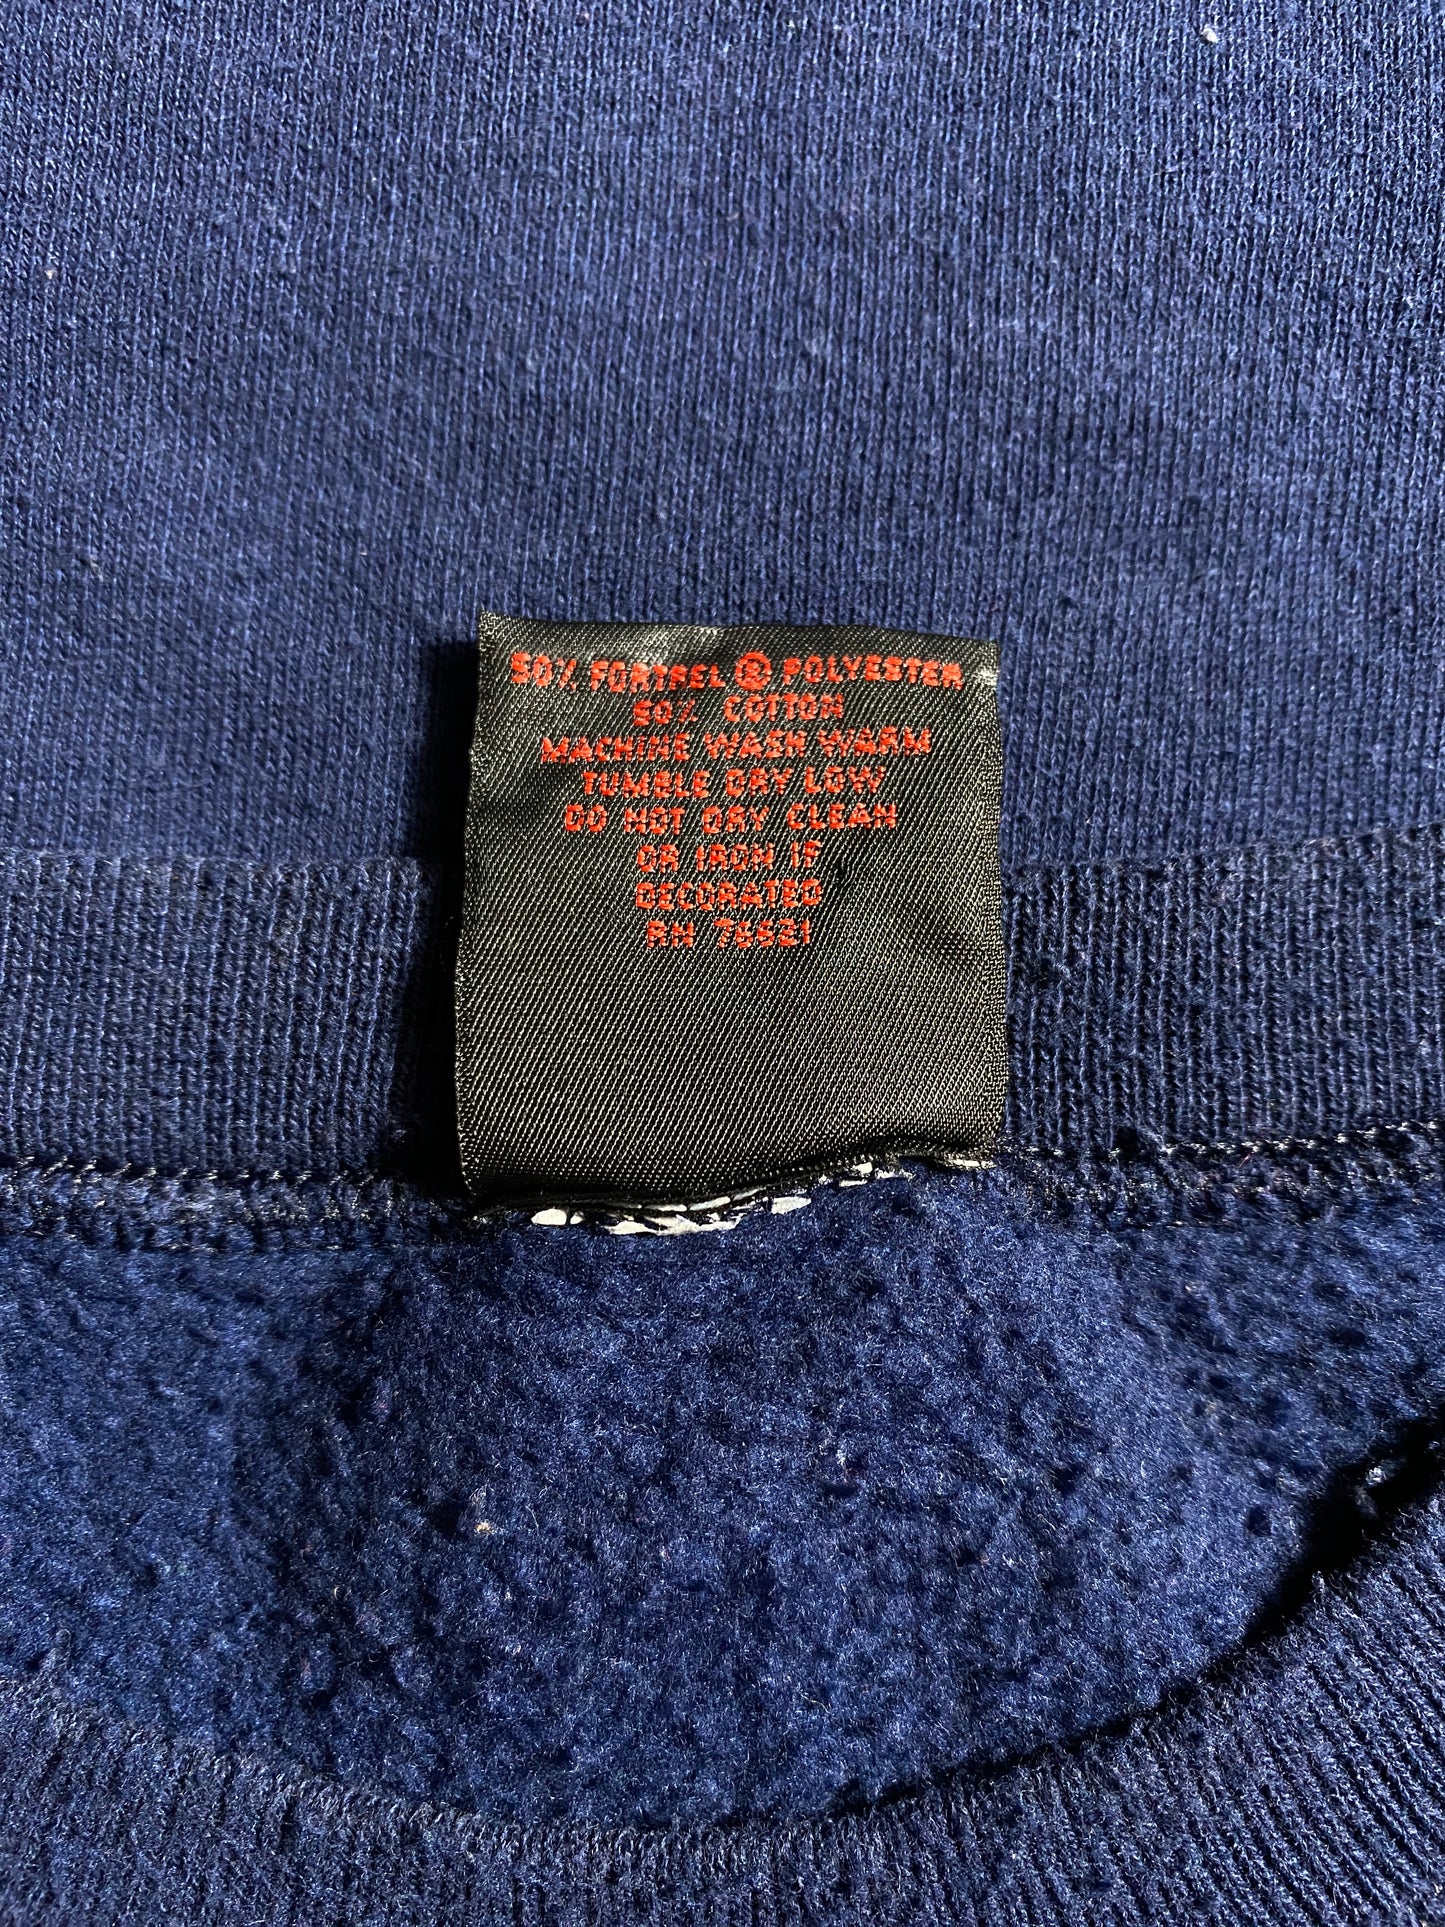 50% FORTREL ® POLYESTER
50% COTTON
MACHINE WASH WARM
TUMBLE DRY LOW
DO NOT DRY CLEAN
OR IRON IF
DECORATED
RN 76621